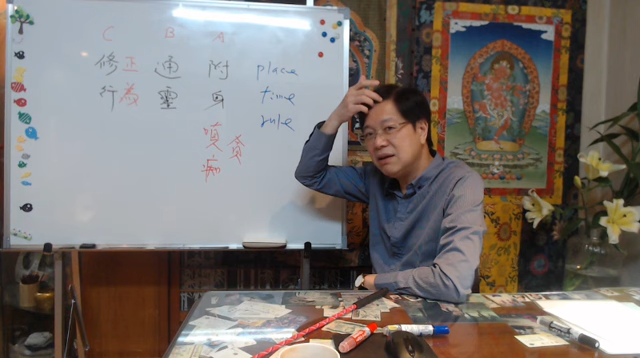 C B A
修正 通 附 place
行為 靈 身 time
rule
嗔 貪
痴